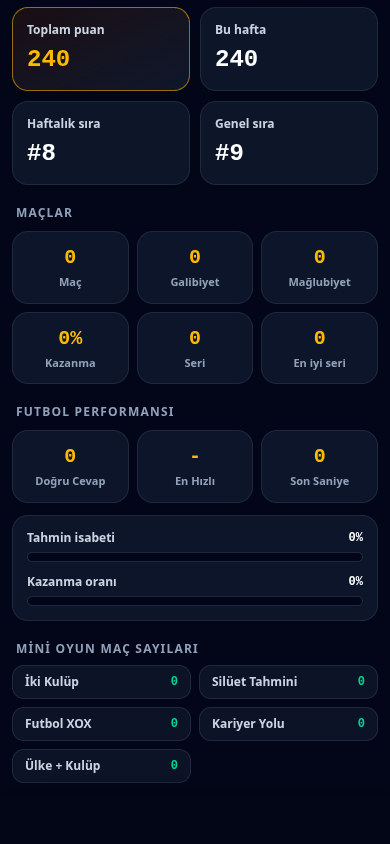 Toplam puan
240
Bu hafta
240
Haftalık sıra
#8
Genel sıra
#9
MAÇLAR
0
Maç
0
Galibiyet
0
Mağlubiyet
0%
Kazanma
0
Seri
0
En iyi seri
FUTBOL PERFORMANSI
0
Doğru Cevap
-
En Hızlı
0
Son Saniye
Tahmin isabeti 0%
Kazanma oranı 0%
MİNİ OYUN MAÇ SAYILARI
İki Kulüp 0
Silüet Tahmini 0
Futbol XOX 0
Kariyer Yolu 0
Ülke + Kulüp 0